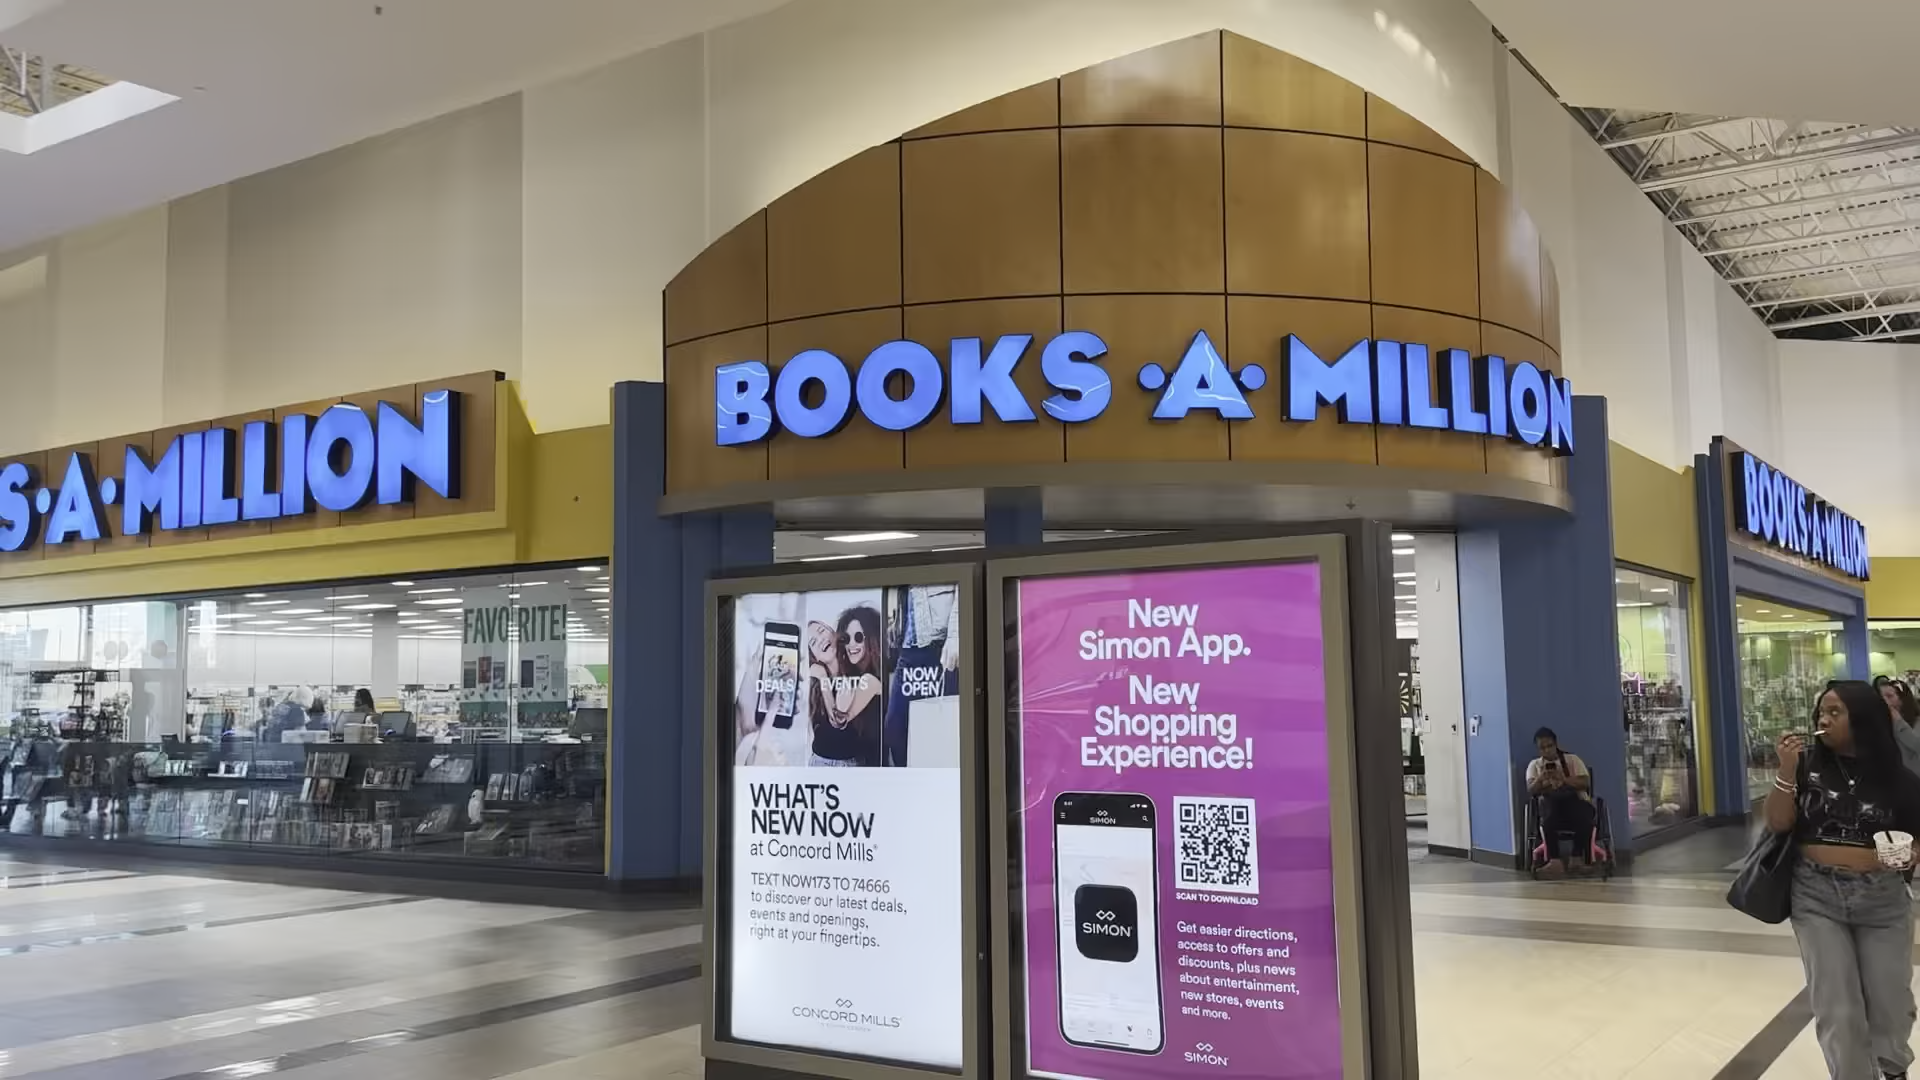 BOOKS·A·MILLION
S·A·MILLION
BOOKS·A·MILLION
FAVORITE!
DEALS
EVENTS
NOW
OPEN
WHAT'S
NEW NOW
at Concord Mills®
TEXT NOW173 TO 74666
to discover our latest deals,
events and openings,
right at your fingertips.
CONCORD MILLS®
New
Simon App.
New
Shopping
Experience!
SIMON
SIMON
SCAN TO DOWNLOAD
Get easier directions,
access to offers and
discounts, plus news
about entertainment,
new stores, events
and more.
SIMON